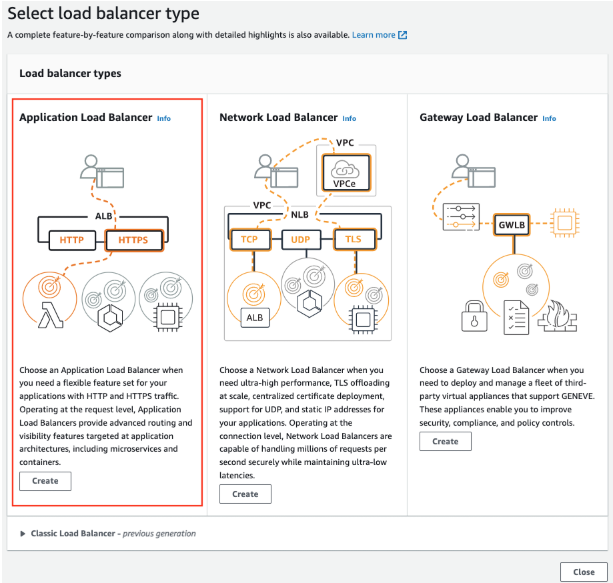 Select load balancer type
A complete feature-by-feature comparison along with detailed highlights is also available. Learn more
Load balancer types
Application Load Balancer Info
ALB
HTTP
HTTPS
Choose an Application Load Balancer when
you need a flexible feature set for your
applications with HTTP and HTTPS traffic.
Operating at the request level, Application
Load Balancers provide advanced routing and
visibility features targeted at application
architectures, including microservices and
containers.
Create
Network Load Balancer Info
VPC
VPCe
VPC
NLB
TCP
UDP
TLS
ALB
Choose a Network Load Balancer when you
need ultra-high performance, TLS offloading
at scale, centralized certificate deployment,
support for UDP, and static IP addresses for
your applications. Operating at the
connection level, Network Load Balancers are
capable of handling millions of requests per
second securely while maintaining ultra-low
latencies.
Create
Gateway Load Balancer Info
GWLB
Choose a Gateway Load Balancer when you
need to deploy and manage a fleet of third-
party virtual appliances that support GENEVE.
These appliances enable you to improve
security, compliance, and policy controls.
Create
Classic Load Balancer - previous generation
Close